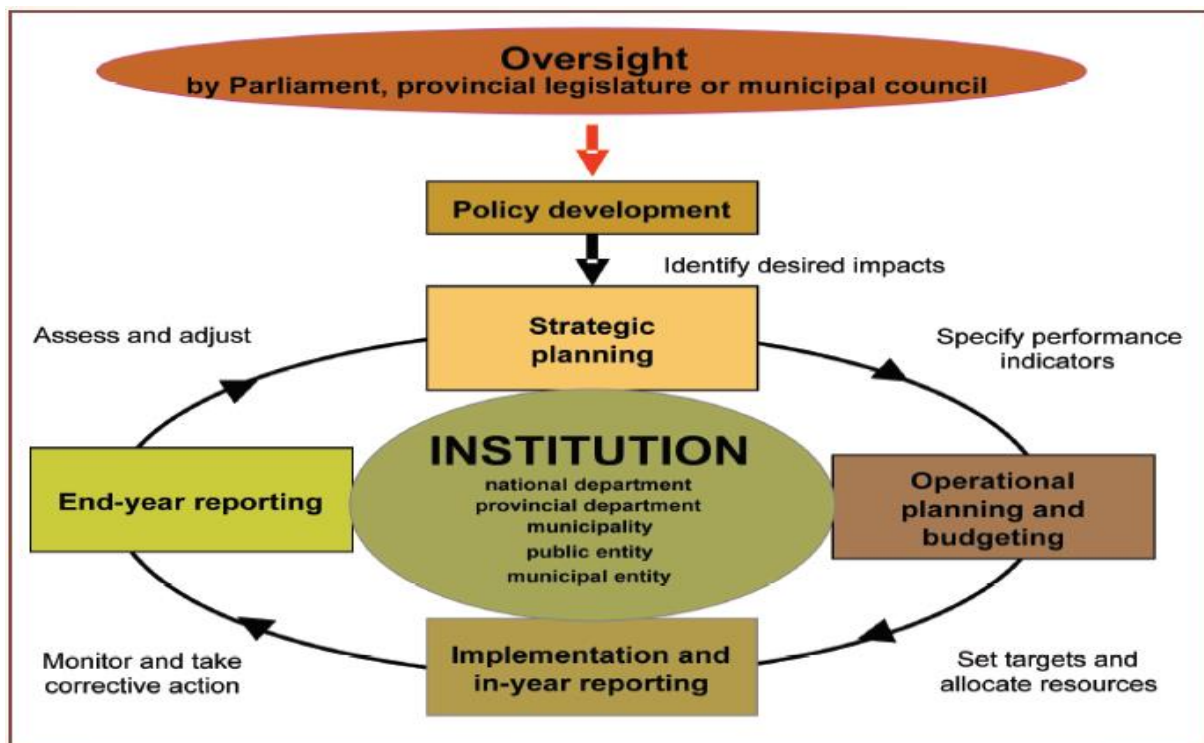 Oversight
by Parliament, provincial legislature or municipal council
Policy development
Identify desired impacts
Strategic
planning
Assess and adjust
Specify performance
indicators
INSTITUTION
national department
provincial department
municipality
public entity
municipal entity
End-year reporting
Operational
planning and
budgeting
Implementation and
in-year reporting
Monitor and take
corrective action
Set targets and
allocate resources